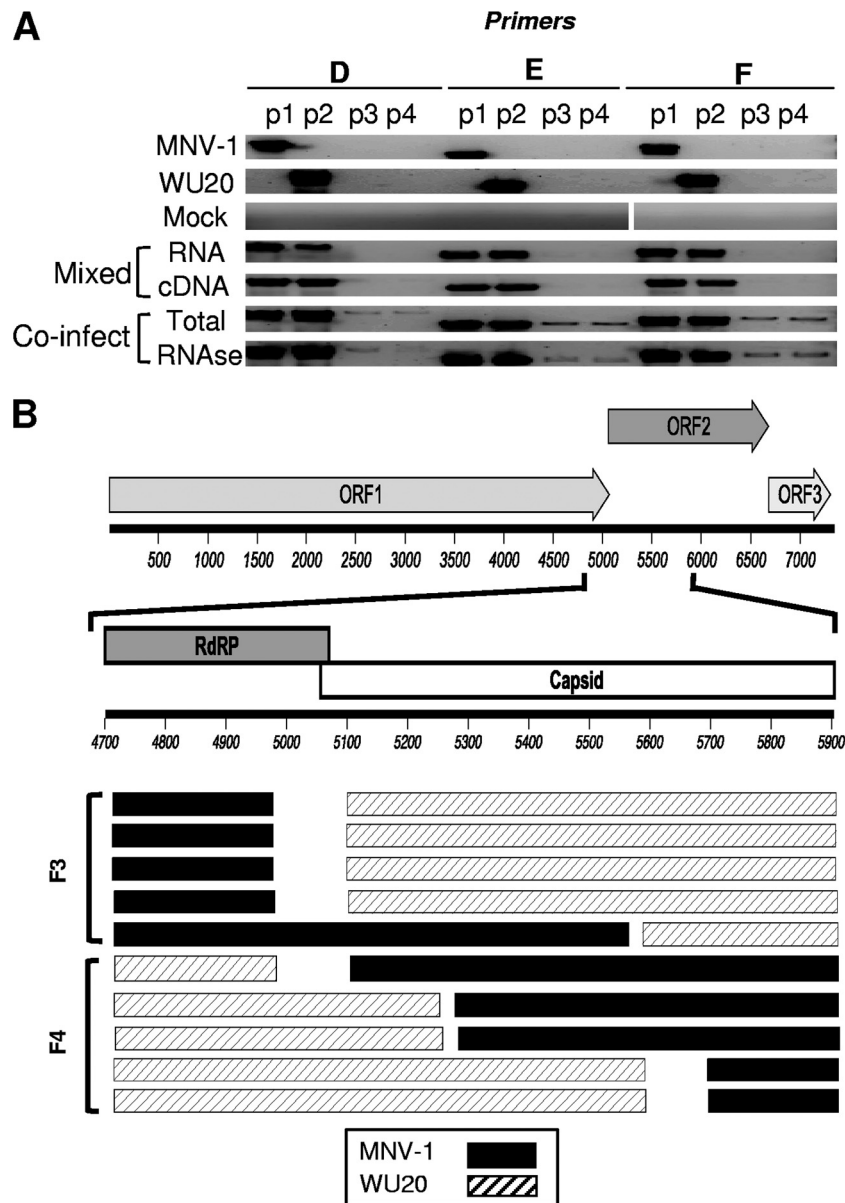 A
Primers
D E F
p1 p2 p3 p4 p1 p2 p3 p4 p1 p2 p3 p4
MNV-1
WU20
Mock
Mixed
RNA
cDNA
Co-infect
Total
RNAse
B
ORF2
ORF1 ORF3
500 1000 1500 2000 2500 3000 3500 4000 4500 5000 5500 6000 6500 7000
RdRP
Capsid
4700 4800 4900 5000 5100 5200 5300 5400 5500 5600 5700 5800 5900
F3
F4
MNV-1
WU20